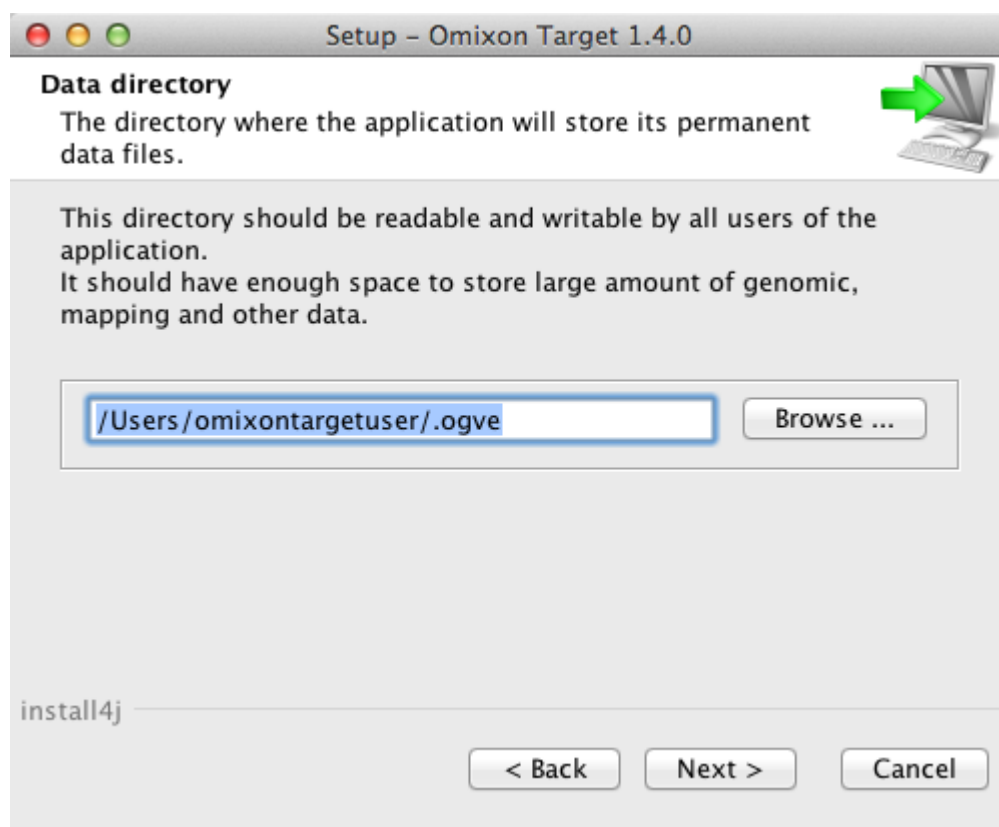 Setup – Omixon Target 1.4.0
Data directory
The directory where the application will store its permanent
data files.
This directory should be readable and writable by all users of the
application.
It should have enough space to store large amount of genomic,
mapping and other data.
/Users/omixontargetuser/.ogve
Browse ...
install4j
< Back
Next >
Cancel